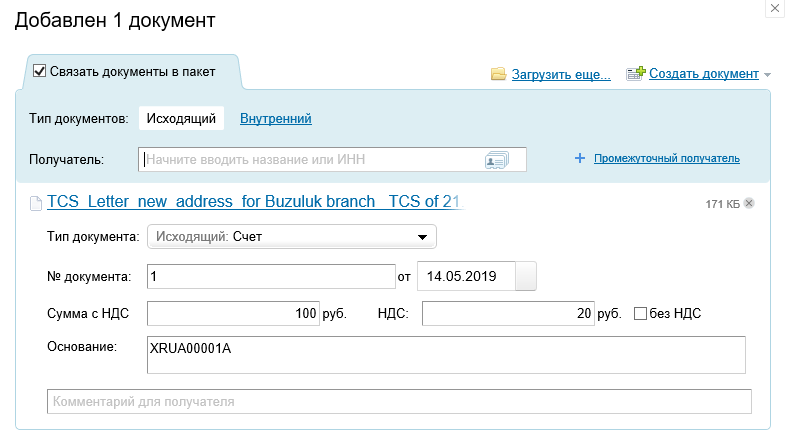 Добавлен 1 документ
Связать документы в пакет
Загрузить еще... Создать документ
Тип документов: Исходящий Внутренний
Получатель: Начните вводить название или ИНН + Промежуточный получатель
TCS_Letter_new_address_for Buzuluk branch_ TCS of 21 171 КБ
Тип документа: Исходящий: Счет
№ документа: 1 от 14.05.2019
Сумма с НДС 100 руб. НДС: 20 руб. без НДС
Основание: XRUA00001A
Комментарий для получателя